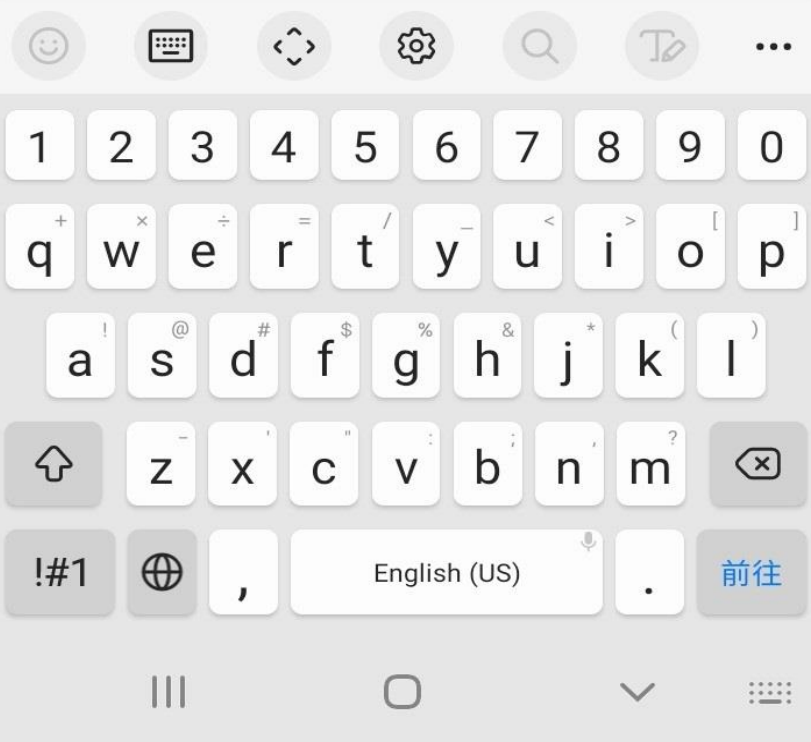 1 2 3 4 5 6 7 8 9 0
+ × ÷ = / _ < > [ ]
q w e r t y u i o p
! @ # $ % & * ( )
a s d f g h j k l
- ' " : ; , ?
z x c v b n m
!#1 , English (US) . 前往